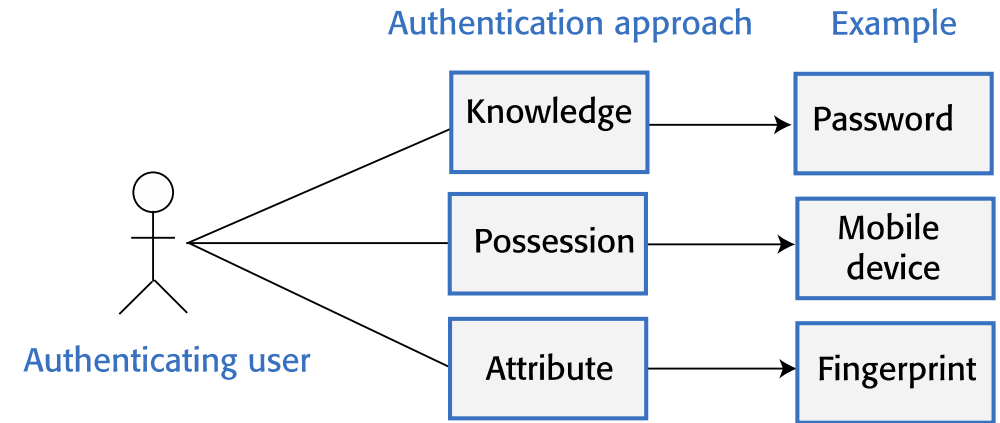 Authentication approach
Example
Knowledge
Password
Possession
Mobile
device
Attribute
Fingerprint
Authenticating user